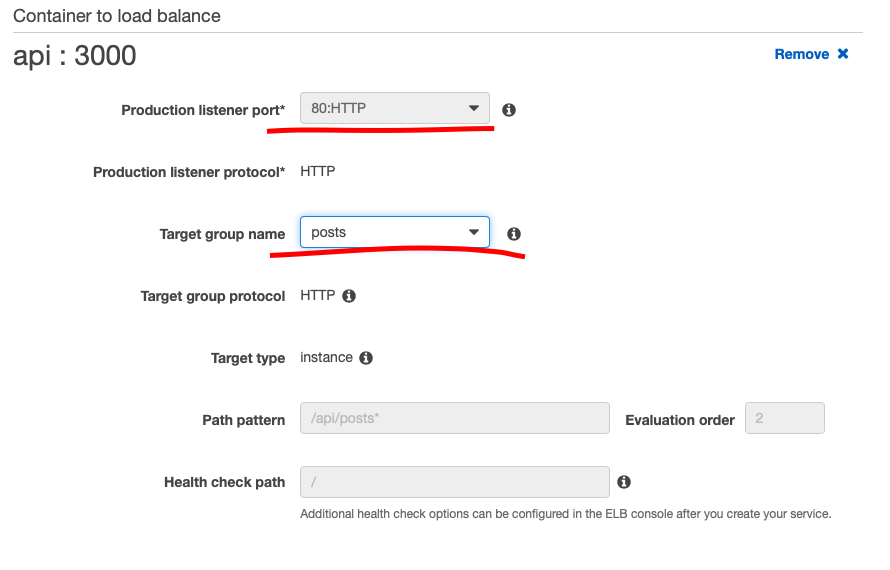 Container to load balance
api : 3000
Remove ✖
Production listener port* 80:HTTP
Production listener protocol* HTTP
Target group name posts
Target group protocol HTTP
Target type instance
Path pattern /api/posts* Evaluation order 2
Health check path /
Additional health check options can be configured in the ELB console after you create your service.